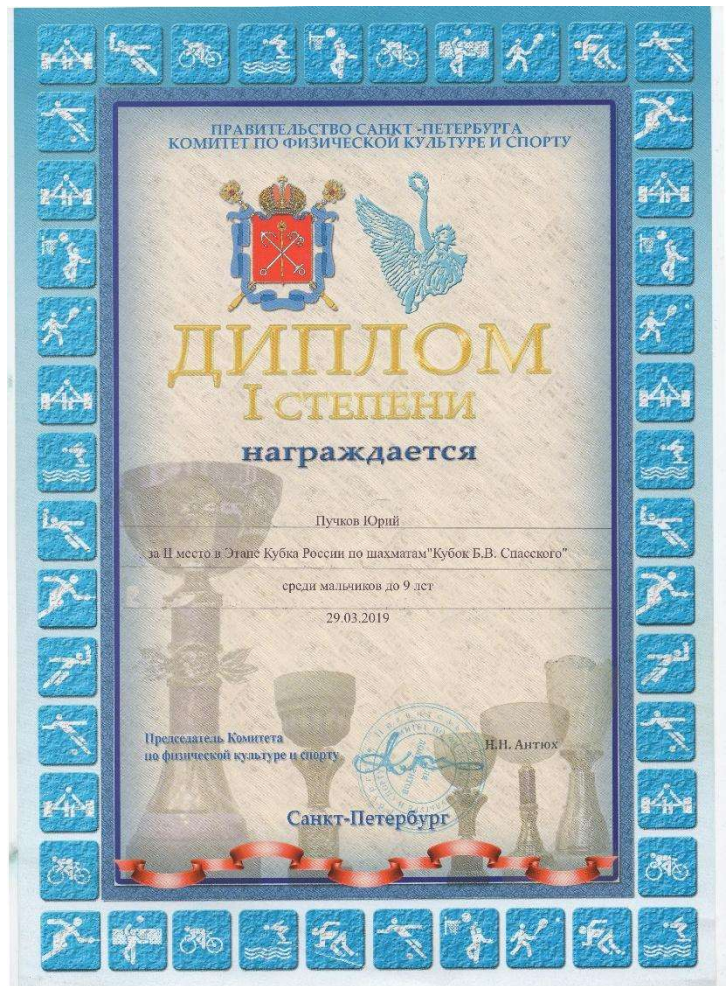 ПРАВИТЕЛЬСТВО САНКТ -ПЕТЕРБУРГА
КОМИТЕТ ПО ФИЗИЧЕСКОЙ КУЛЬТУРЕ И СПОРТУ
ДИПЛОМ
I СТЕПЕНИ
награждается
Пучков Юрий
за II место в Этапе Кубка России по шахматам"Кубок Б.В. Спасского"
среди мальчиков до 9 лет
29.03.2019
Председатель Комитета
по физической культуре и спорту
Н.Н. Антюх
Санкт-Петербург